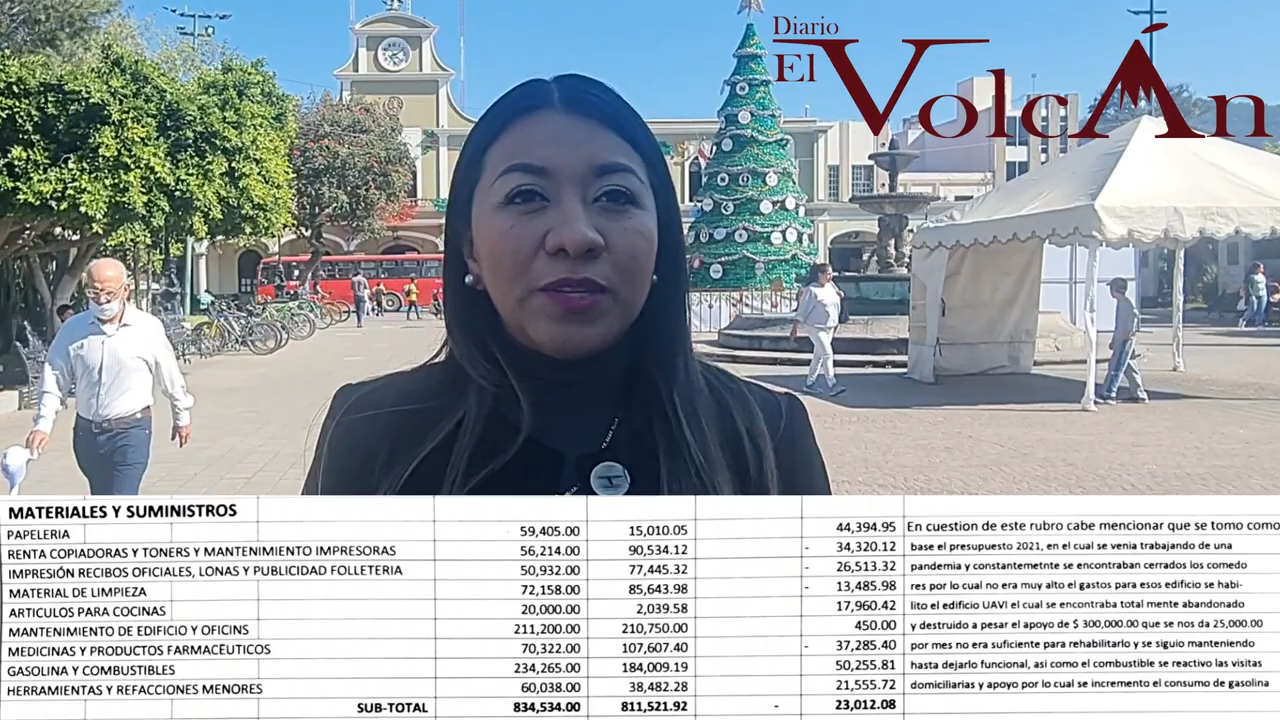 Diario
El
VolcÁn
MATERIALES Y SUMINISTROS
PAPELERIA 59,405.00 15,010.05 44,394.95 En cuestion de este rubro cabe mencionar que se tomo como
RENTA COPIADORAS Y TONERS Y MANTENIMIENTO IMPRESORAS 56,214.00 90,534.12 - 34,320.12 base el presupuesto 2021, en el cual se venia trabajando de una
IMPRESIÓN RECIBOS OFICIALES, LONAS Y PUBLICIDAD FOLLETERIA 50,932.00 77,445.32 - 26,513.32 pandemia y constantemetnte se encontraban cerrados los comedo
MATERIAL DE LIMPIEZA 72,158.00 85,643.98 - 13,485.98 res por lo cual no era muy alto el gastos para esos edificio se habi-
ARTICULOS PARA COCINAS 20,000.00 2,039.58 17,960.42 lito el edificio UAVI el cual se encontraba total mente abandonado
MANTENIMIENTO DE EDIFICIO Y OFICINS 211,200.00 210,750.00 450.00 y destruido a pesar el apoyo de $ 300,000.00 que se nos da 25,000.00
MEDICINAS Y PRODUCTOS FARMACÉUTICOS 70,322.00 107,607.40 - 37,285.40 por mes no era suficiente para rehabilitarlo y se siguio manteniendo
GASOLINA Y COMBUSTIBLES 234,265.00 184,009.19 50,255.81 hasta dejarlo funcional, asi como el combustible se reactivo las visitas
HERRAMIENTAS Y REFACCIONES MENORES 60,038.00 38,482.28 21,555.72 domiciliarias y apoyo por lo cual se incremento el consumo de gasolina
SUB-TOTAL 834,534.00 811,521.92 - 23,012.08